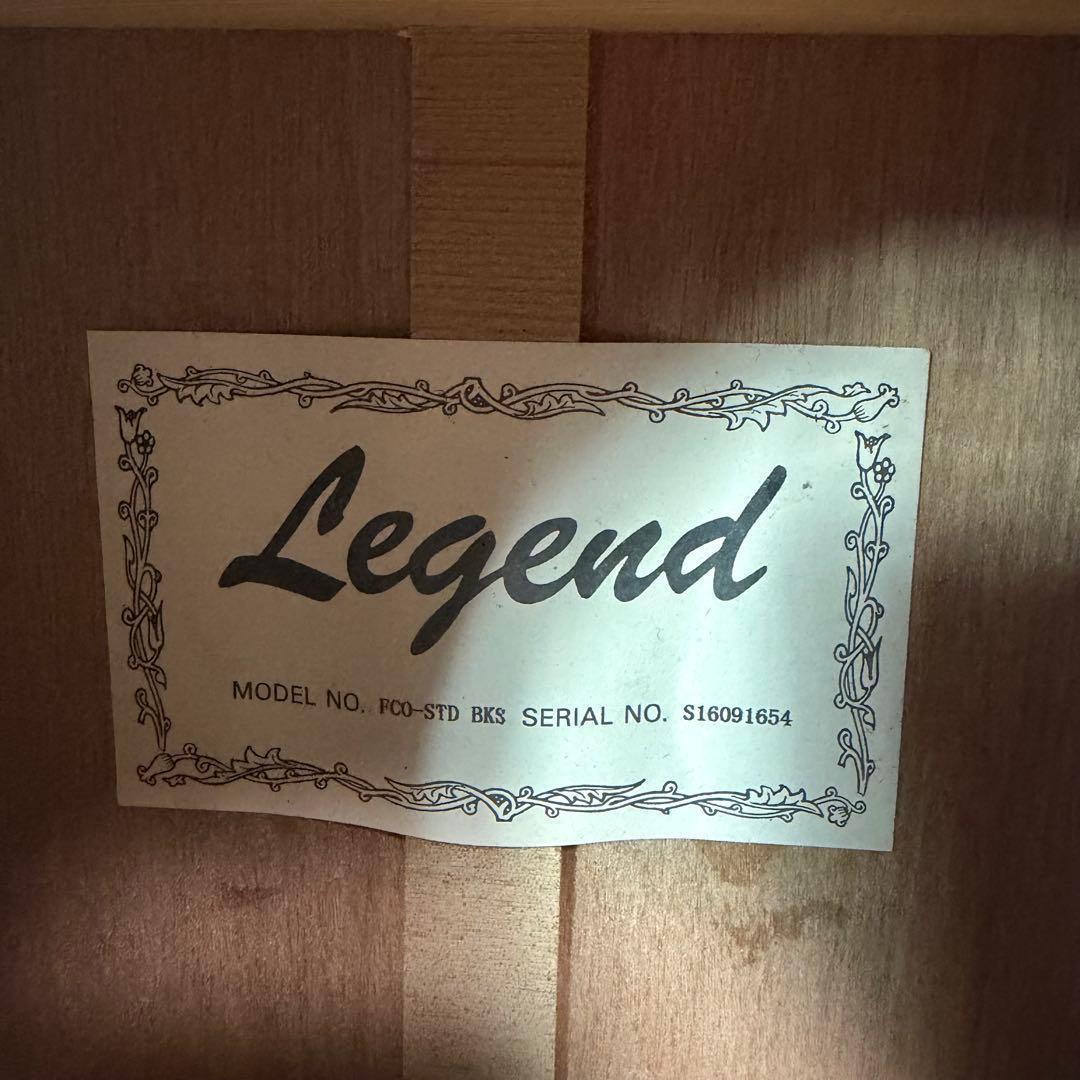 Legend
MODEL NO. FCO-STD BKS SERIAL NO. S16091654